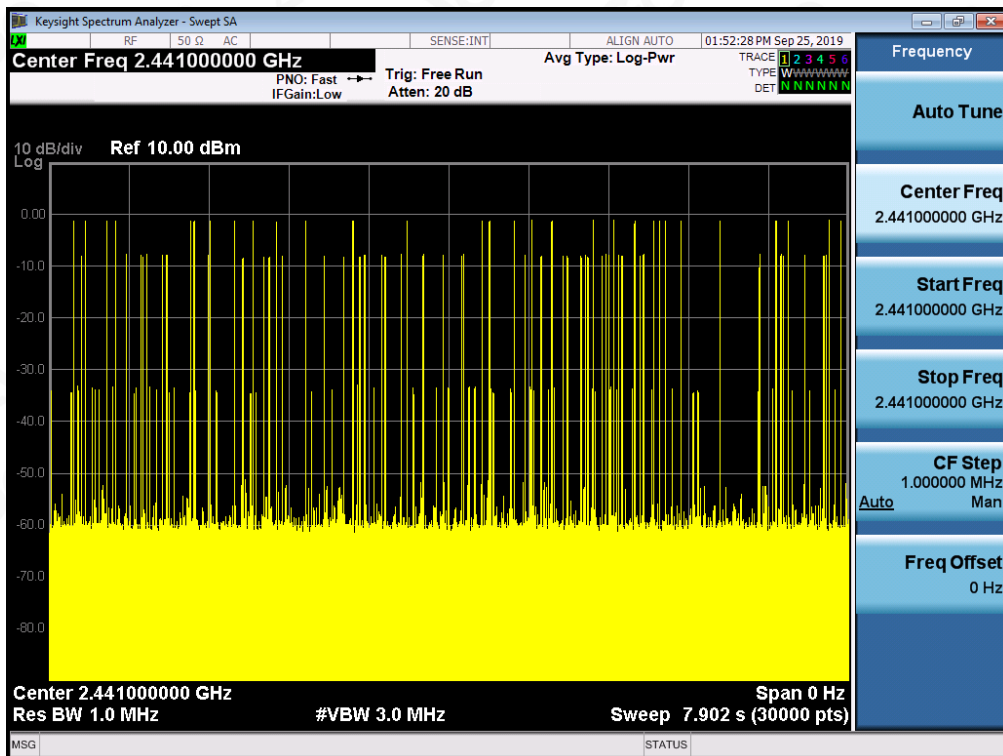 Keysight Spectrum Analyzer - Swept SA
LXI RF 50 Ω AC SENSE:INT ALIGN AUTO 01:52:28 PM Sep 25, 2019
Center Freq 2.441000000 GHz
PNO: Fast
IFGain:Low
Trig: Free Run
Atten: 20 dB
Avg Type: Log-Pwr
TRACE 1 2 3 4 5 6
TYPE WWWWWWW
DET N N N N N N
10 dB/div Ref 10.00 dBm
Log
0.00
-10.0
-20.0
-30.0
-40.0
-50.0
-60.0
-70.0
-80.0
Center 2.441000000 GHz Span 0 Hz
Res BW 1.0 MHz #VBW 3.0 MHz Sweep 7.902 s (30000 pts)
MSG STATUS
Frequency
Auto Tune
Center Freq
2.441000000 GHz
Start Freq
2.441000000 GHz
Stop Freq
2.441000000 GHz
CF Step
1.000000 MHz
Auto Man
Freq Offset
0 Hz